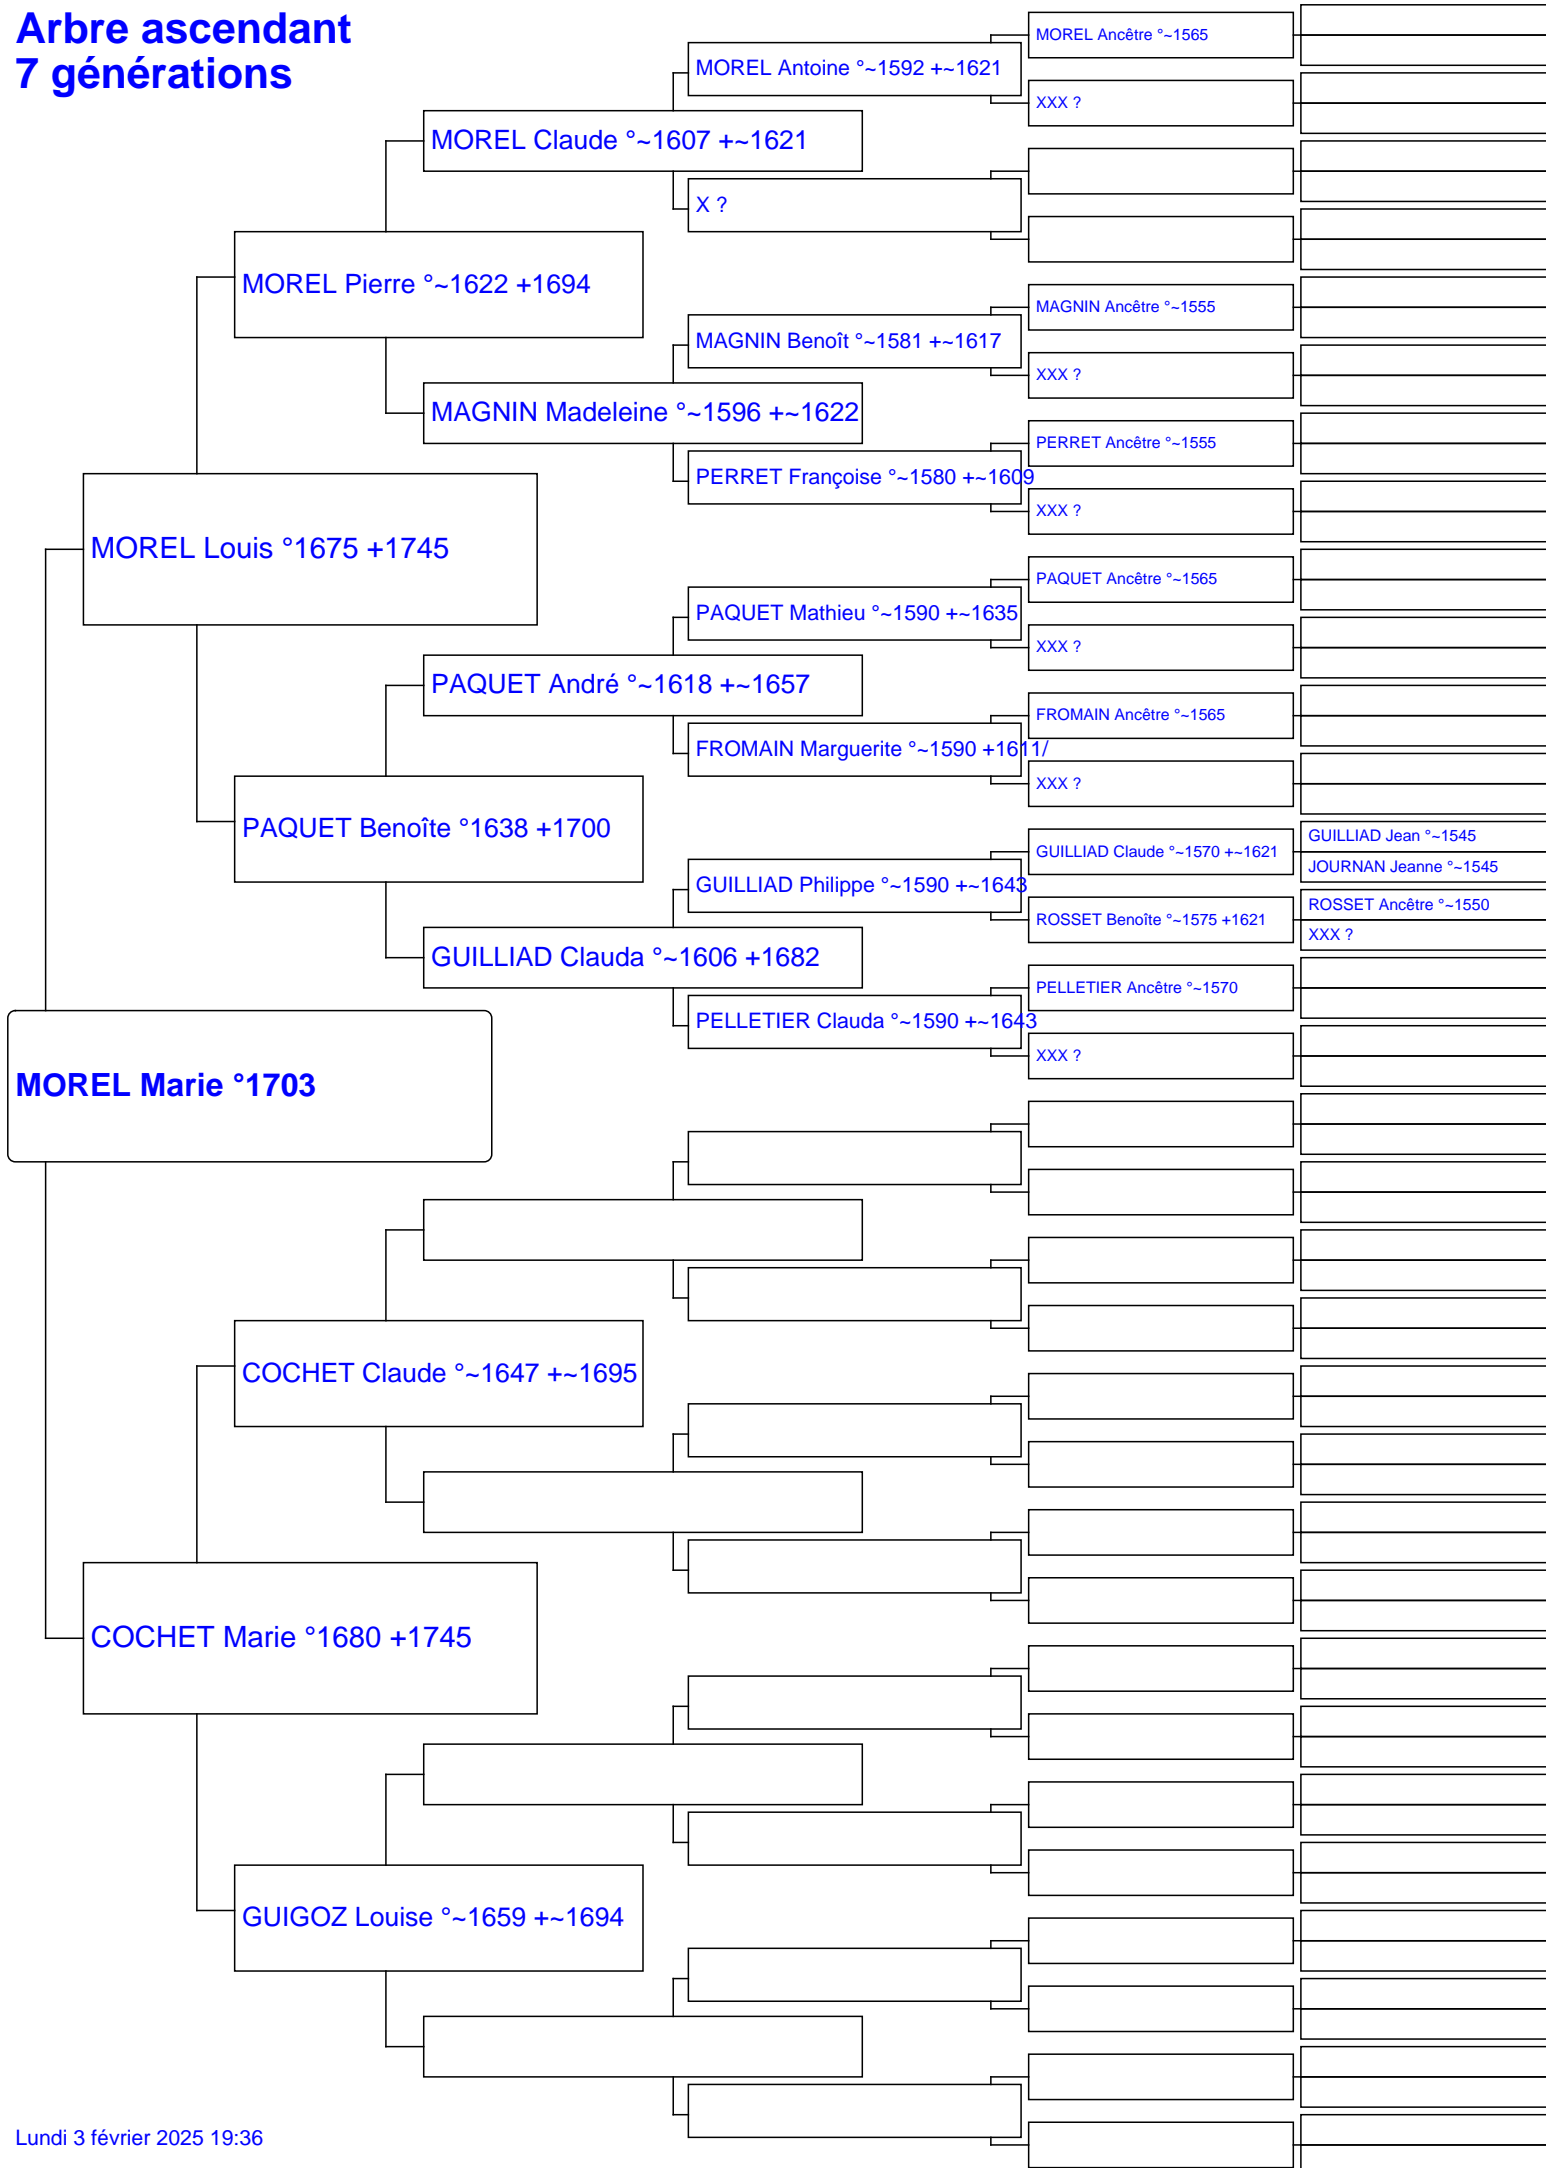 Arbre ascendant
7 générations
MOREL Ancêtre °~1565
MOREL Antoine °~1592 +~1621
XXX ?
MOREL Claude °~1607 +~1621
X ?
MOREL Pierre °~1622 +1694
MAGNIN Ancêtre °~1555
MAGNIN Benoît °~1581 +~1617
XXX ?
MAGNIN Madeleine °~1596 +~1622
PERRET Ancêtre °~1555
PERRET Françoise °~1580 +~1609
XXX ?
MOREL Louis °1675 +1745
PAQUET Ancêtre °~1565
PAQUET Mathieu °~1590 +~1635
XXX ?
PAQUET André °~1618 +~1657
FROMAIN Ancêtre °~1565
FROMAIN Marguerite °~1590 +1611/
XXX ?
PAQUET Benoîte °1638 +1700
GUILLIAD Jean °~1545
GUILLIAD Claude °~1570 +~1621
JOURNAN Jeanne °~1545
GUILLIAD Philippe °~1590 +~1643
ROSSET Ancêtre °~1550
ROSSET Benoîte °~1575 +1621
XXX ?
GUILLIAD Clauda °~1606 +1682
PELLETIER Ancêtre °~1570
PELLETIER Clauda °~1590 +~1643
XXX ?
MOREL Marie °1703
COCHET Claude °~1647 +~1695
COCHET Marie °1680 +1745
GUIGOZ Louise °~1659 +~1694
Lundi 3 février 2025 19:36